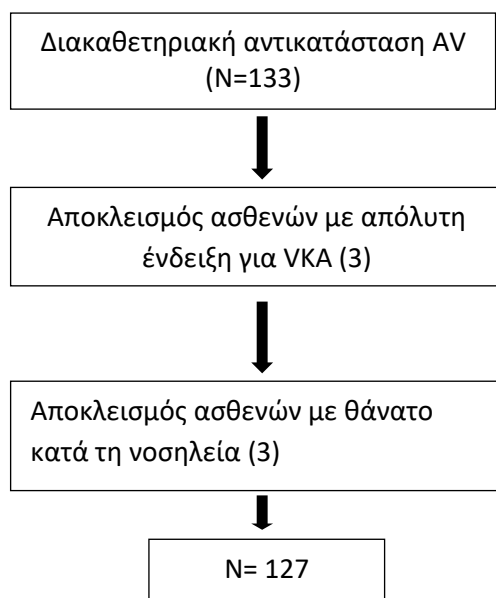 Διακαθετηριακή αντικατάσταση AV
(N=133)
Αποκλεισμός ασθενών με απόλυτη
ένδειξη για VKA (3)
Αποκλεισμός ασθενών με θάνατο
κατά τη νοσηλεία (3)
N= 127